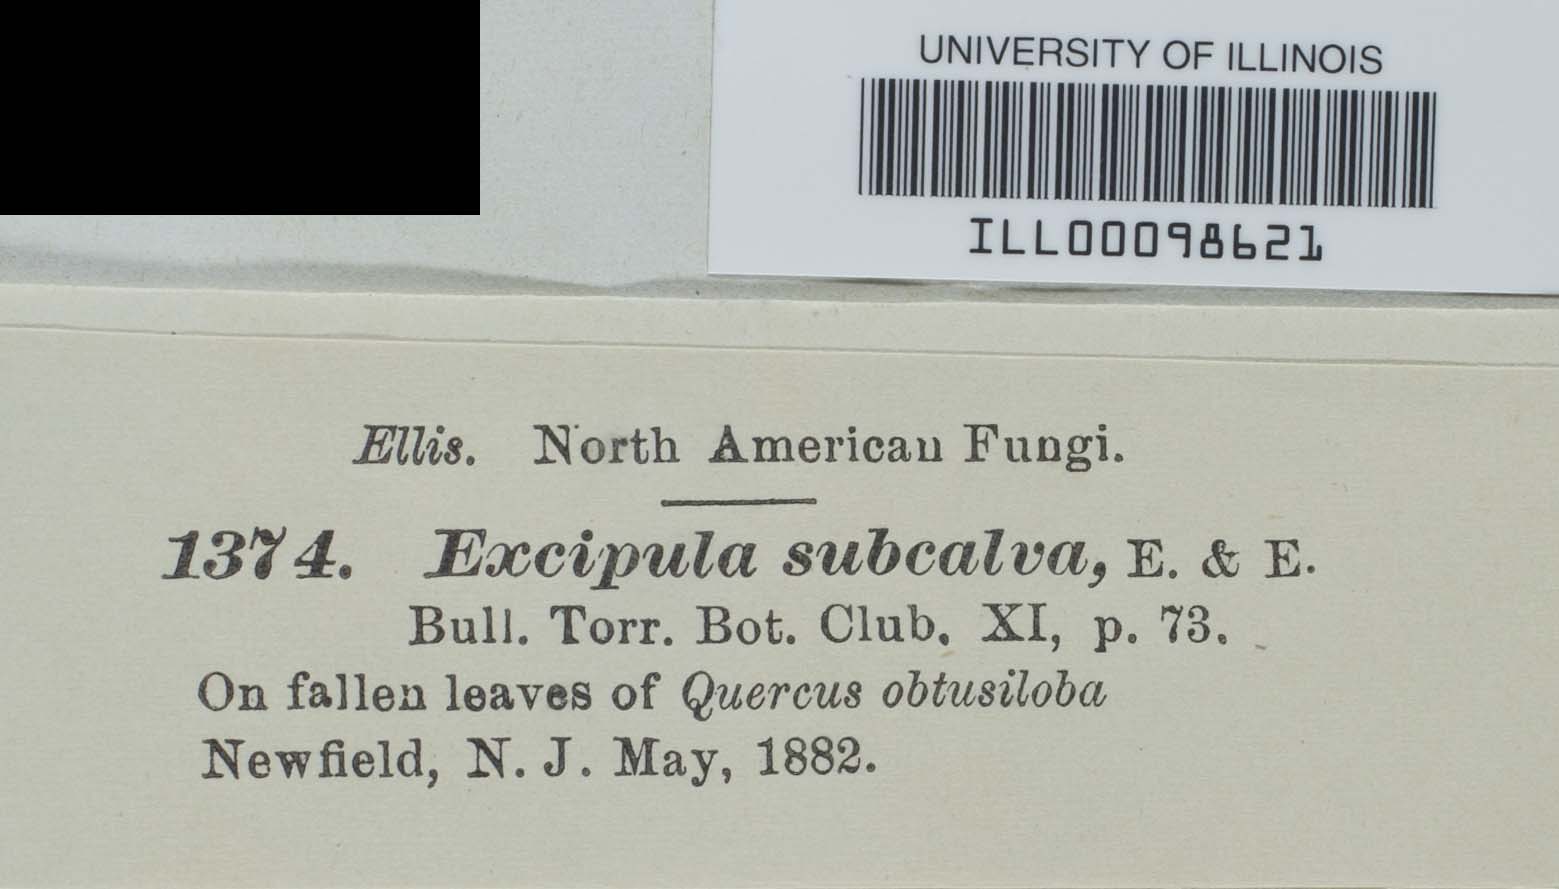 UNIVERSITY OF ILLINOIS
ILL00098621
Ellis. North American Fungi.
1374. Excipula subcalva, E. & E.
Bull. Torr. Bot. Club. XI, p. 73.
On fallen leaves of Quercus obtusiloba
Newfield, N. J. May, 1882.